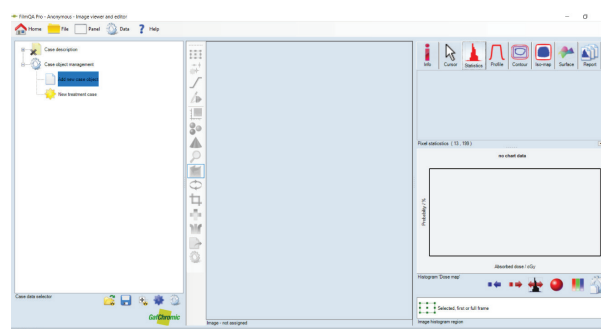 FilmQA Pro - Anonymous - Image viewer and editor
Home File Panel Data ? Help
Case description
Case object management
Add new case object
New treatment case
Info Cursor Statistics Profile Contour Iso-map Surface Report
Pixel statistics ( 13 , 188 )
no chart data
Probability / %
Absorbed dose / cGy
Histogram 'Dose map'
Selected, first or full frame
Case data selector
GafChromic
Image - not assigned
Image histogram region